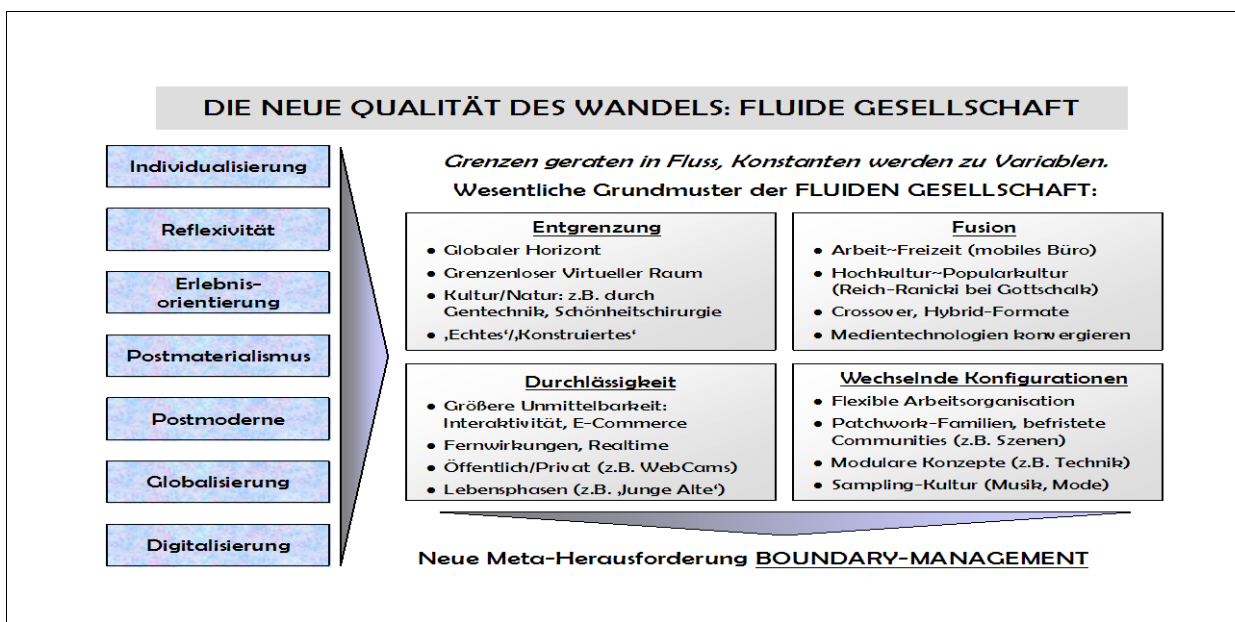 DIE NEUE QUALITÄT DES WANDELS: FLUIDE GESELLSCHAFT
Individualisierung
Reflexivität
Erlebnis-
orientierung
Postmaterialismus
Postmoderne
Globalisierung
Digitalisierung
Grenzen geraten in Fluss, Konstanten werden zu Variablen.
Wesentliche Grundmuster der FLUIDEN GESELLSCHAFT:
Entgrenzung
• Globaler Horizont
• Grenzenloser Virtueller Raum
• Kultur/Natur: z.B. durch
Gentechnik, Schönheitschirurgie
• ‚Echtes‘/‚Konstruiertes‘
Fusion
• Arbeit~Freizeit (mobiles Büro)
• Hochkultur~Popularkultur
(Reich-Ranicki bei Gottschalk)
• Crossover, Hybrid-Formate
• Medientechnologien konvergieren
Durchlässigkeit
• Größere Unmittelbarkeit:
Interaktivität, E-Commerce
• Fernwirkungen, Realtime
• Öffentlich/Privat (z.B. WebCams)
• Lebensphasen (z.B. ‚Junge Alte‘)
Wechselnde Konfigurationen
• Flexible Arbeitsorganisation
• Patchwork-Familien, befristete
Communities (z.B. Szenen)
• Modulare Konzepte (z.B. Technik)
• Sampling-Kultur (Musik, Mode)
Neue Meta-Herausforderung BOUNDARY-MANAGEMENT